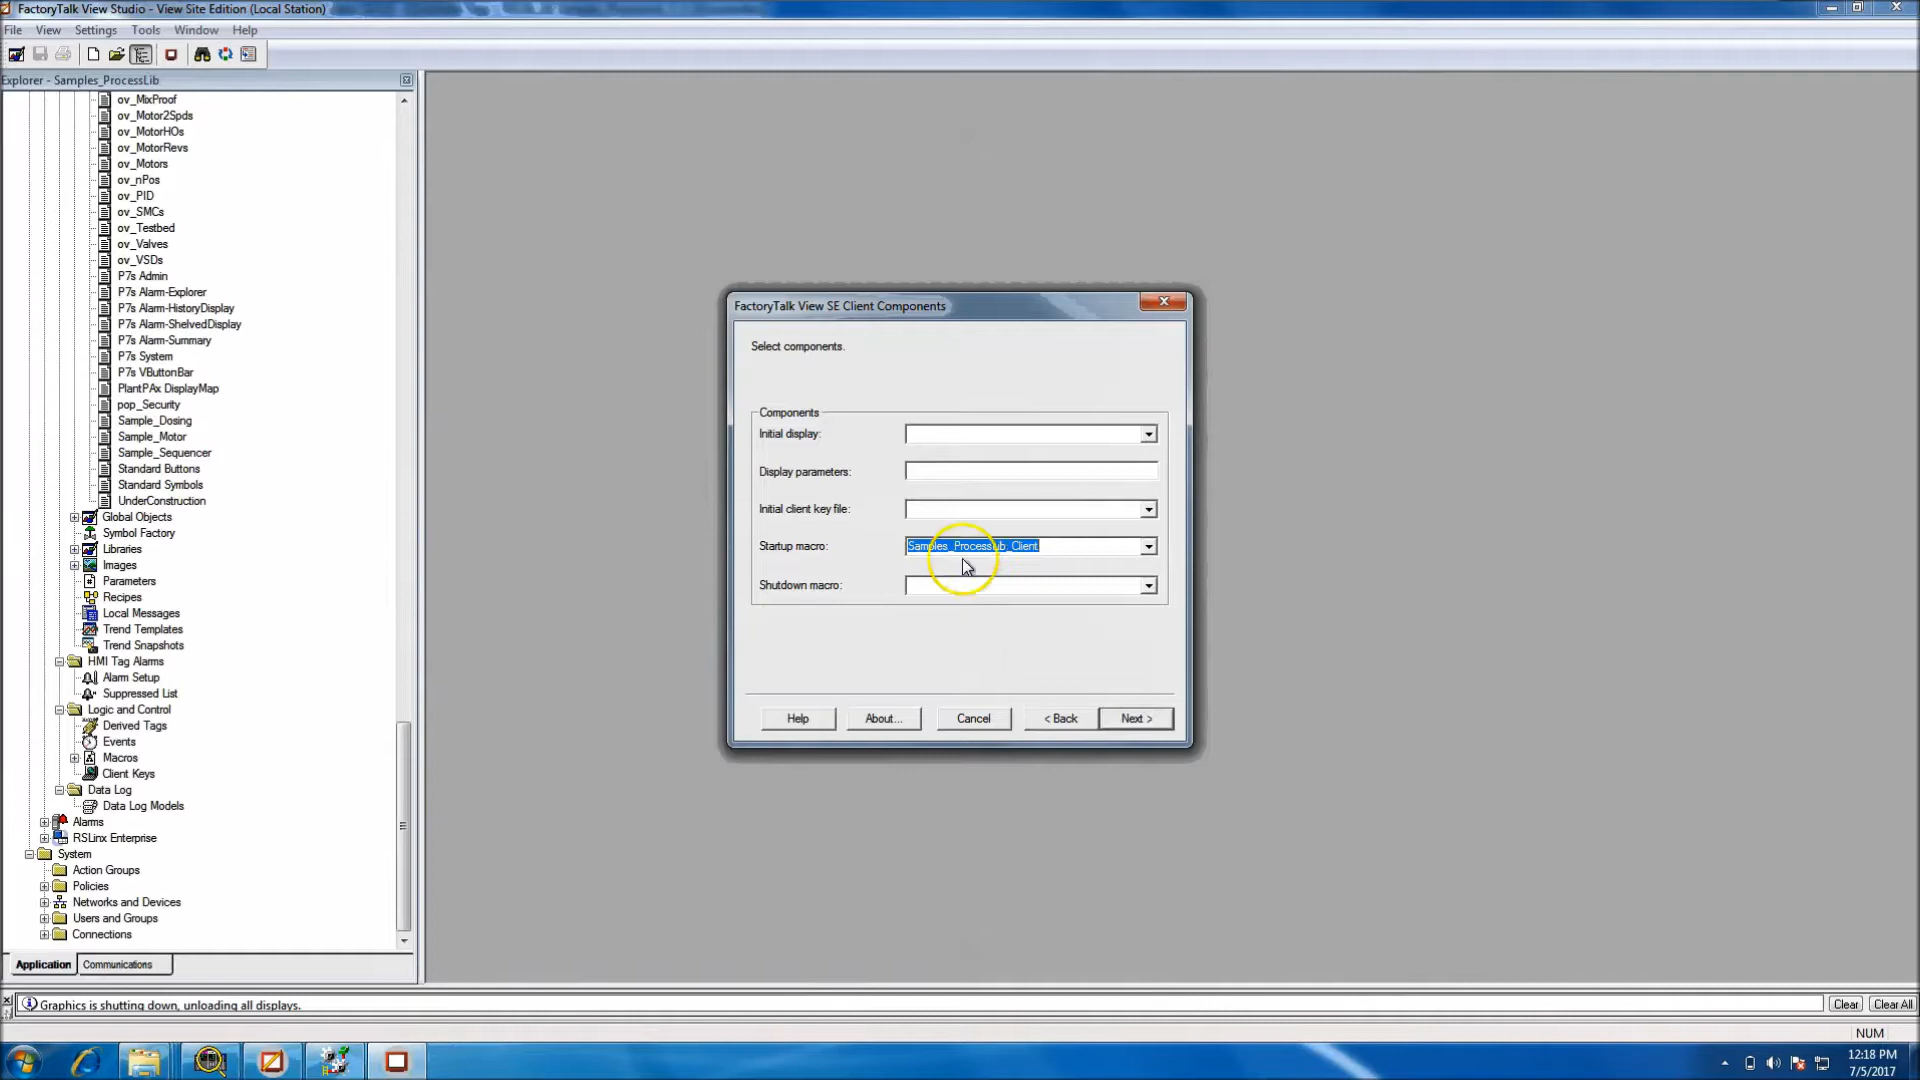 FactoryTalk View Studio - View Site Edition (Local Station)
File View Settings Tools Window Help
Explorer - Samples_ProcessLib
ov_MixProof
ov_Motor2Spds
ov_MotorHOs
ov_MotorRevs
ov_Motors
ov_nPos
ov_PID
ov_SMCs
ov_Testbed
ov_Valves
ov_VSDs
P7s Admin
P7s Alarm-Explorer
P7s Alarm-HistoryDisplay
P7s Alarm-ShelvedDisplay
P7s Alarm-Summary
P7s System
P7s VButtonBar
PlantPAx DisplayMap
pop_Security
Sample_Dosing
Sample_Motor
Sample_Sequencer
Standard Buttons
Standard Symbols
UnderConstruction
Global Objects
Symbol Factory
Libraries
Images
Parameters
Recipes
Local Messages
Trend Templates
Trend Snapshots
HMI Tag Alarms
Alarm Setup
Suppressed List
Logic and Control
Derived Tags
Events
Macros
Client Keys
Data Log
Data Log Models
Alarms
RSLinx Enterprise
System
Action Groups
Policies
Networks and Devices
Users and Groups
Connections
Application Communications
FactoryTalk View SE Client Components
Select components.
Components
Initial display:
Display parameters:
Initial client key file:
Startup macro: Samples_ProcessLib_Client
Shutdown macro:
Help About... Cancel < Back Next >
Graphics is shutting down, unloading all displays.
Clear Clear All
NUM
12:18 PM
7/5/2017